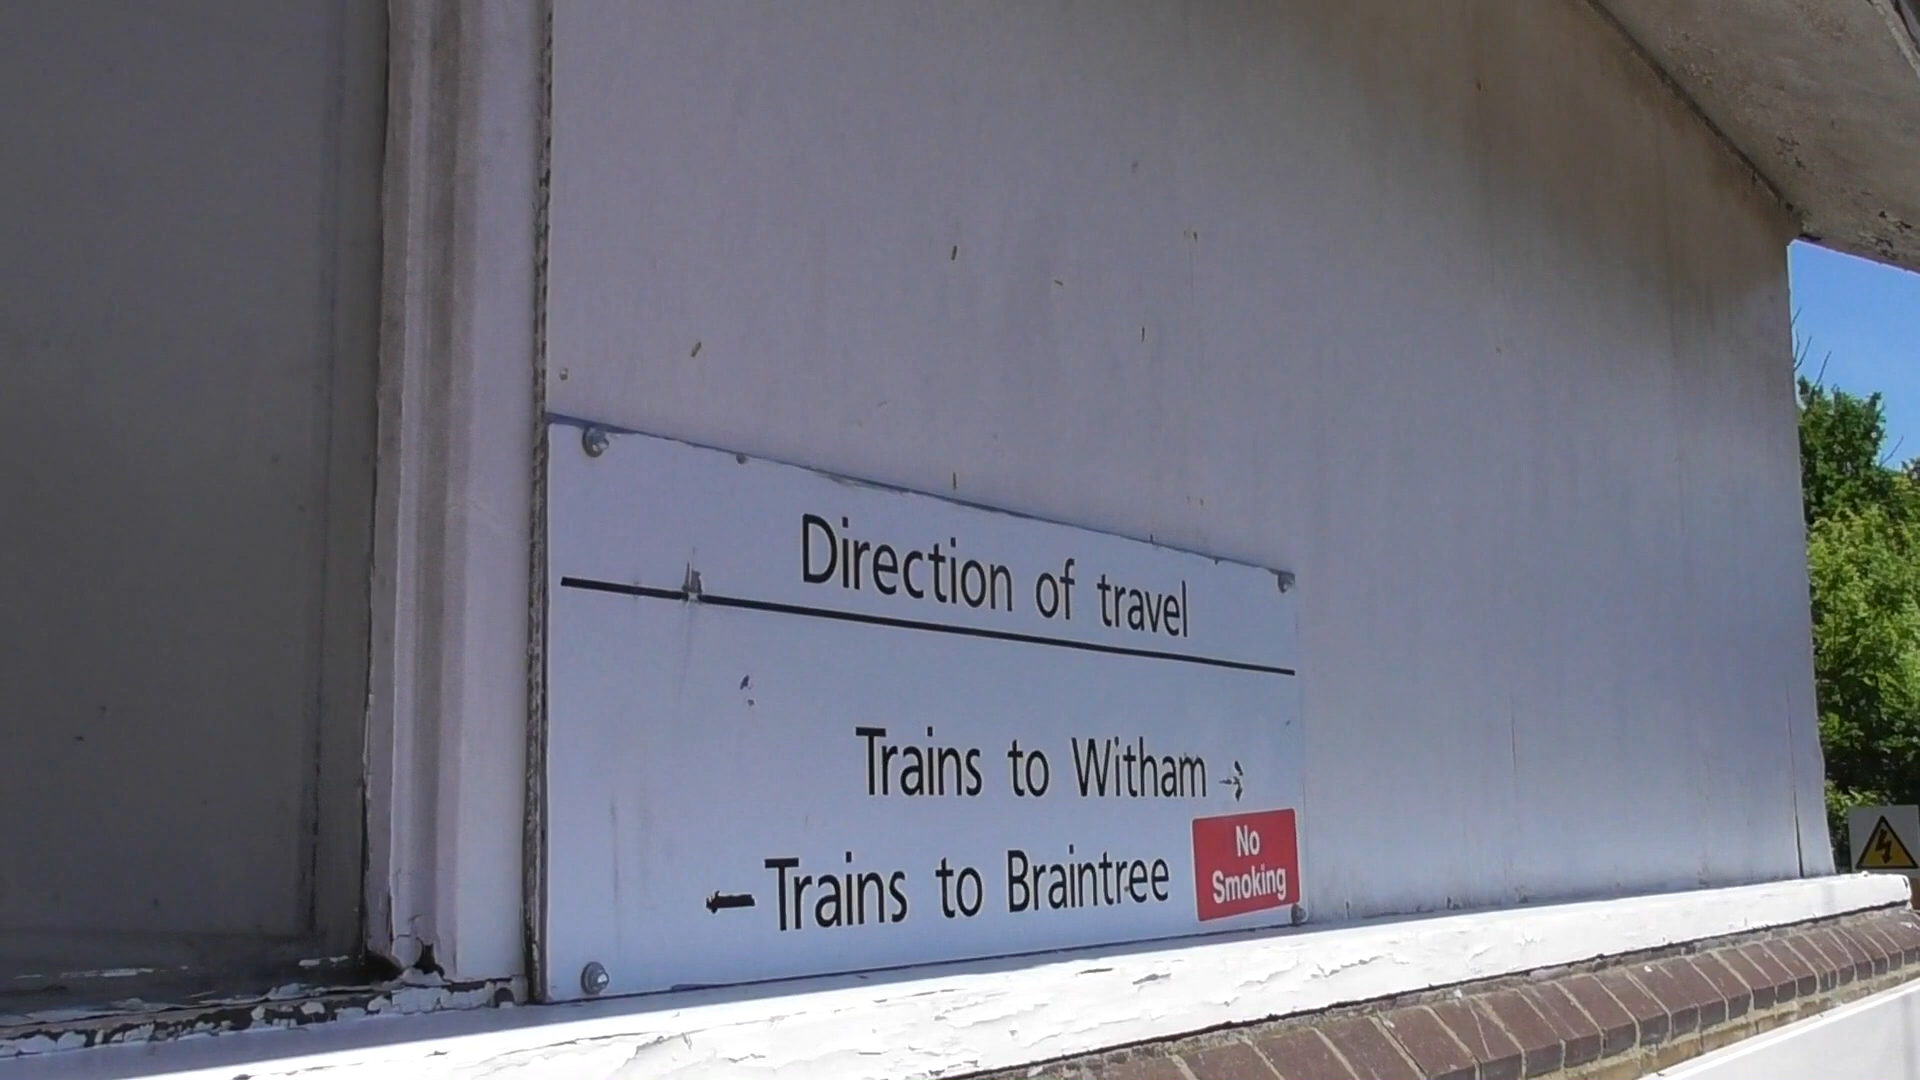 Direction of travel
Trains to Witham →
← Trains to Braintree
No
Smoking